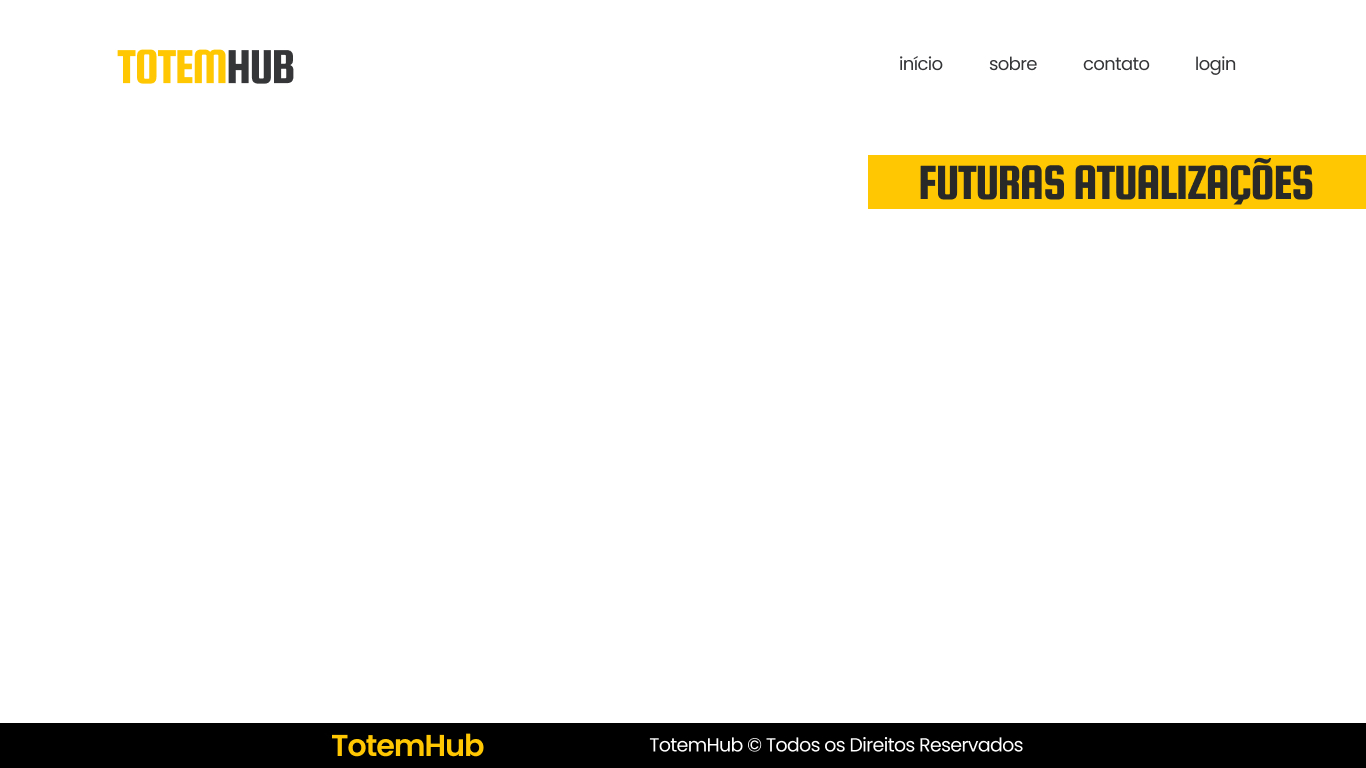 TOTEMHUB
início sobre contato login
FUTURAS ATUALIZAÇÕES
TotemHub TotemHub © Todos os Direitos Reservados